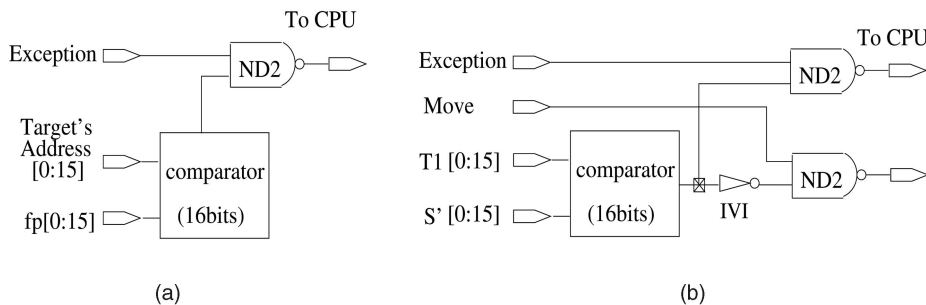 To CPU
Exception
ND2
Target's
Address
[0:15]
comparator
(16bits)
fp[0:15]
(a)
To CPU
Exception
ND2
Move
T1 [0:15]
comparator
(16bits)
S' [0:15]
IVI
ND2
(b)